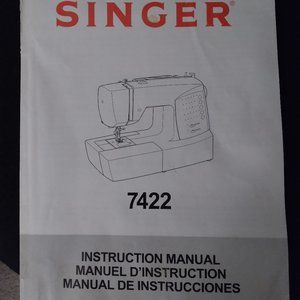 SINGER®
7422
INSTRUCTION MANUAL
MANUEL D'INSTRUCTION
MANUAL DE INSTRUCCIONES